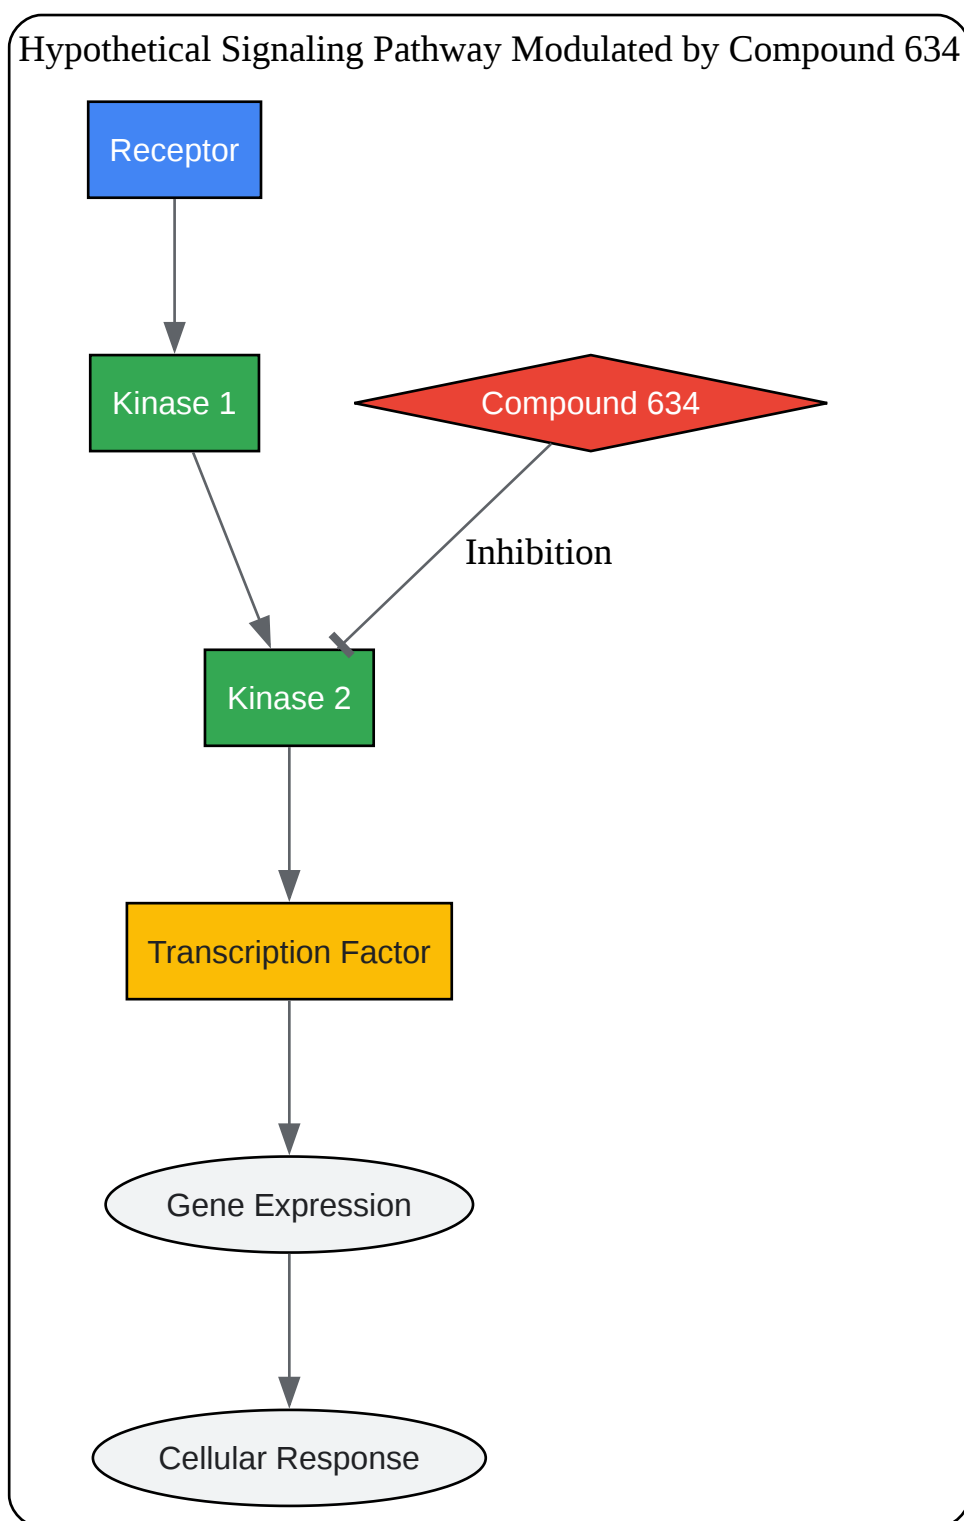 Hypothetical Signaling Pathway Modulated by Compound 634
Receptor
Kinase 1
Compound 634
Inhibition
Kinase 2
Transcription Factor
Gene Expression
Cellular Response